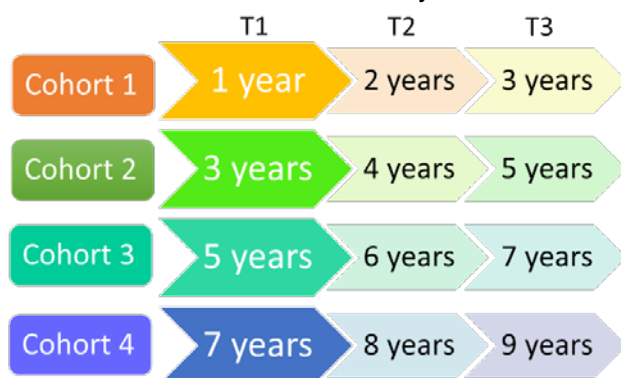 T1 T2 T3
Cohort 1 1 year 2 years 3 years
Cohort 2 3 years 4 years 5 years
Cohort 3 5 years 6 years 7 years
Cohort 4 7 years 8 years 9 years